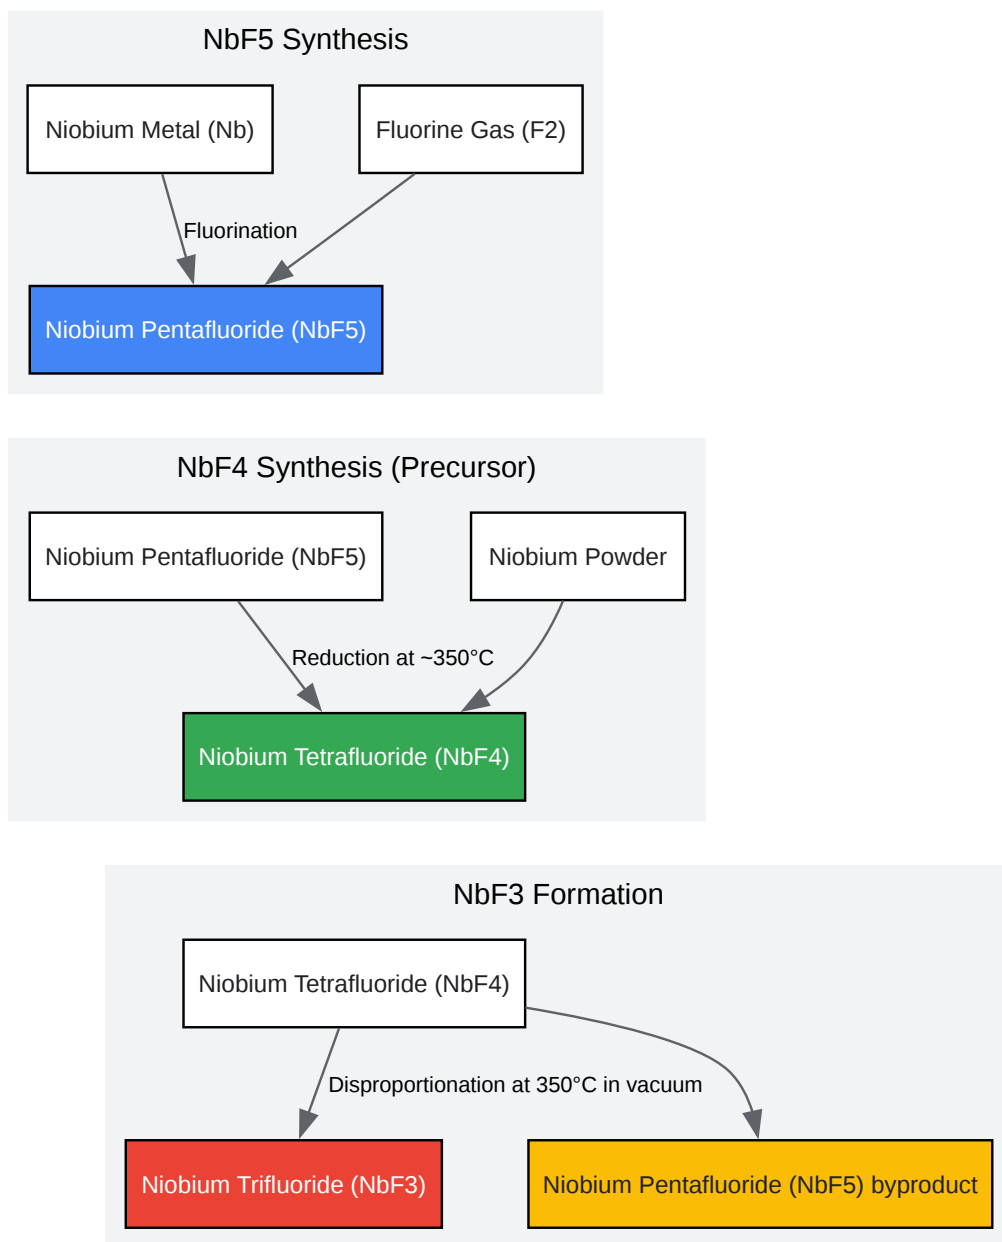 NbF5 Synthesis
Niobium Metal (Nb)
Fluorine Gas (F2)
Fluorination
Niobium Pentafluoride (NbF5)
NbF4 Synthesis (Precursor)
Niobium Pentafluoride (NbF5)
Niobium Powder
Reduction at ~350°C
Niobium Tetrafluoride (NbF4)
NbF3 Formation
Niobium Tetrafluoride (NbF4)
Disproportionation at 350°C in vacuum
Niobium Trifluoride (NbF3)
Niobium Pentafluoride (NbF5) byproduct